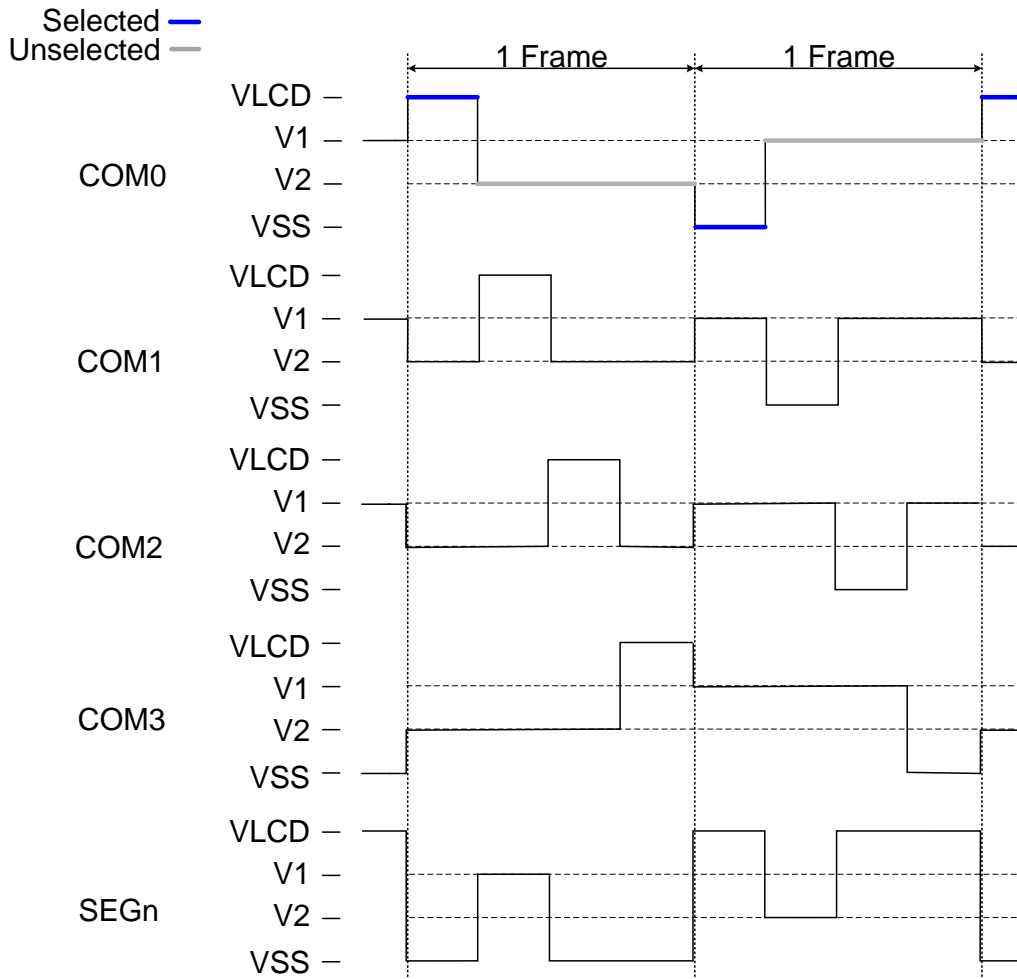 Selected
Unselected
1 Frame 1 Frame
VLCD
V1
COM0
V2
VSS
VLCD
V1
COM1
V2
VSS
VLCD
V1
COM2
V2
VSS
VLCD
V1
COM3
V2
VSS
VLCD
V1
SEGn
V2
VSS